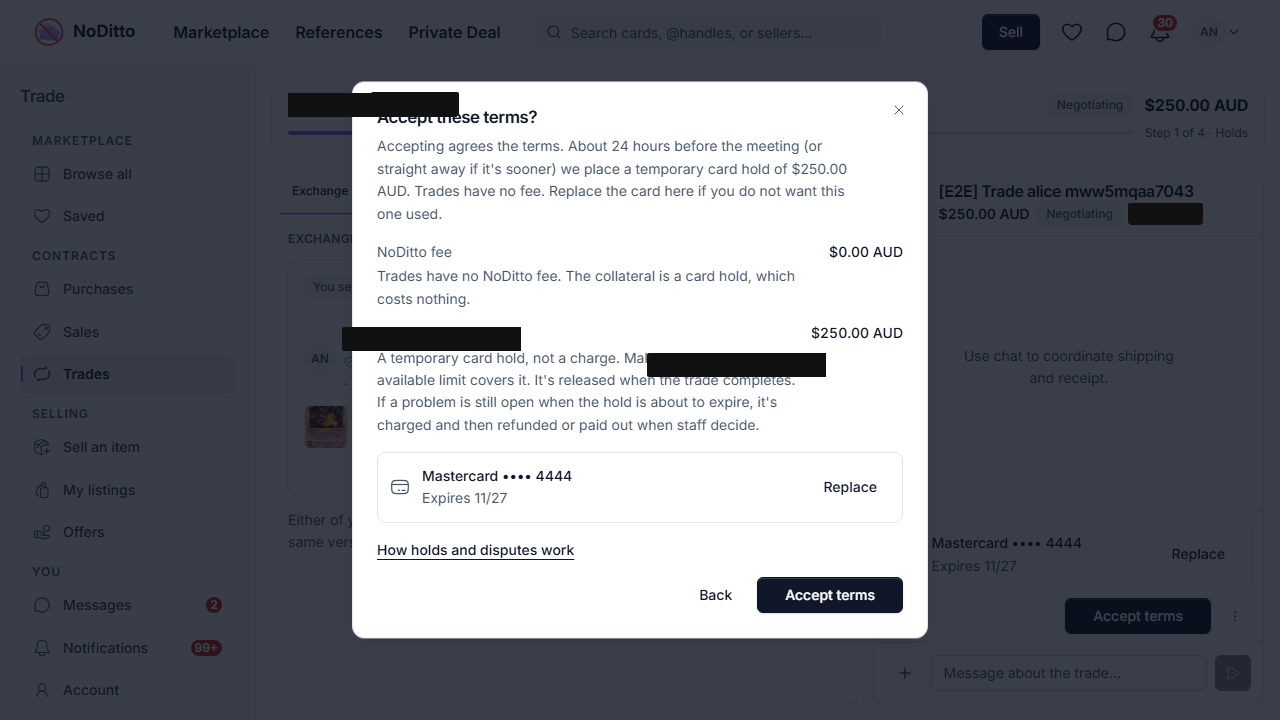 NoDitto
Marketplace
References
Private Deal
Search cards, @handles, or sellers...
Sell
30
AN
Trade
MARKETPLACE
Browse all
Saved
CONTRACTS
Purchases
Sales
Trades
SELLING
Sell an item
My listings
Offers
YOU
Messages
2
Notifications
99+
Account
Negotiating
$250.00 AUD
Step 1 of 4 · Holds
Exchange
You
AN
Either of
same
Accept these terms?
Accepting agrees the terms. About 24 hours before the meeting (or
straight away if it's sooner) we place a temporary card hold of $250.00
AUD. Trades have no fee. Replace the card here if you do not want this
one used.
NoDitto fee
$0.00 AUD
Trades have no NoDitto fee. The collateral is a card hold, which
costs nothing.
$250.00 AUD
A temporary card hold, not a charge.
available limit covers it. It's released when the trade completes.
If a problem is still open when the hold is about to expire, it's
charged and then refunded or paid out when staff decide.
Mastercard •••• 4444
Expires 11/27
Replace
How holds and disputes work
Back
Accept terms
[E2E] Trade alice mww5mqaa7043
$250.00 AUD
Negotiating
Use chat to coordinate shipping
and receipt.
Mastercard •••• 4444
Expires 11/27
Replace
Accept terms
Message about the trade...